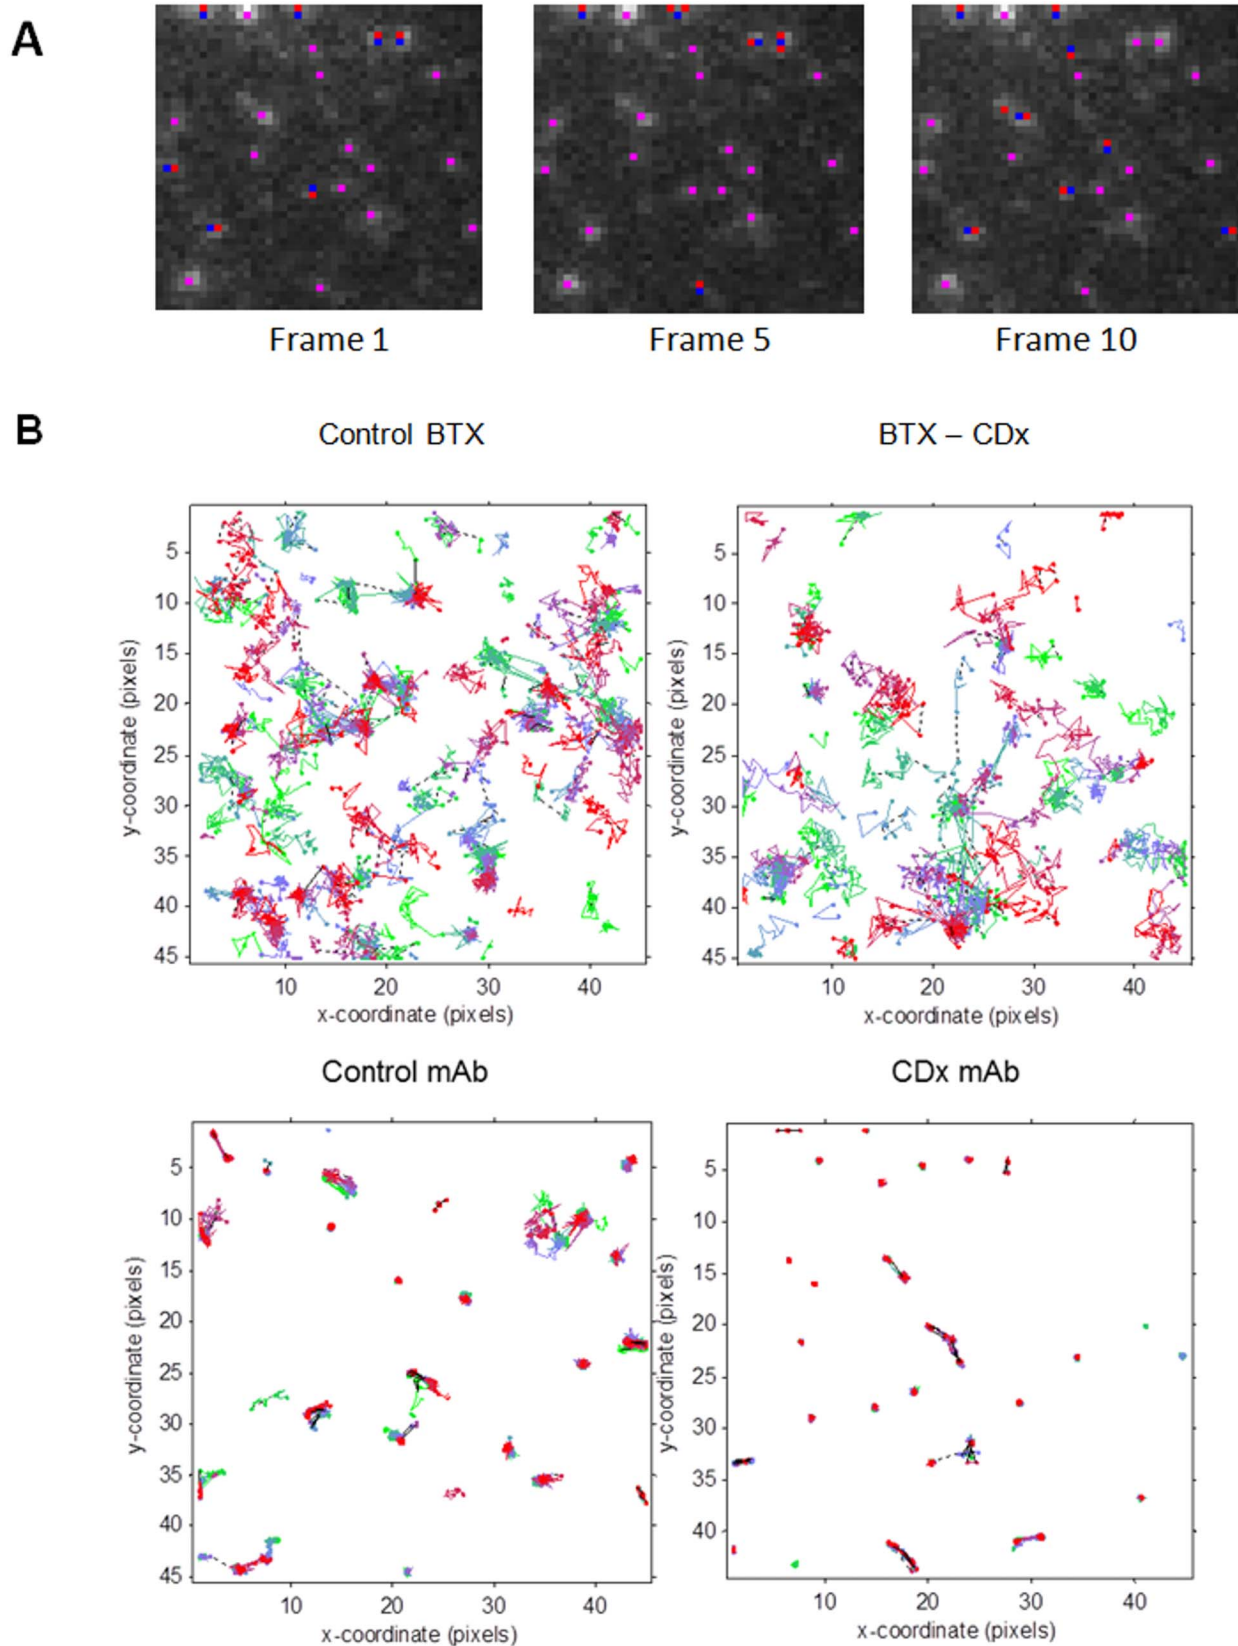 A
Frame 1 Frame 5 Frame 10
B
Control BTX BTX – CDx
5
10
15
20
25
30
35
40
45
y-coordinate (pixels)
10 20 30 40
x-coordinate (pixels)
5
10
15
20
25
30
35
40
45
y-coordinate (pixels)
10 20 30 40
x-coordinate (pixels)
Control mAb CDx mAb
5
10
15
20
25
30
35
40
45
y-coordinate (pixels)
10 20 30 40
x-coordinate (pixels)
5
10
15
20
25
30
35
40
y-coordinate (pixels)
10 20 30 40
x-coordinate (pixels)